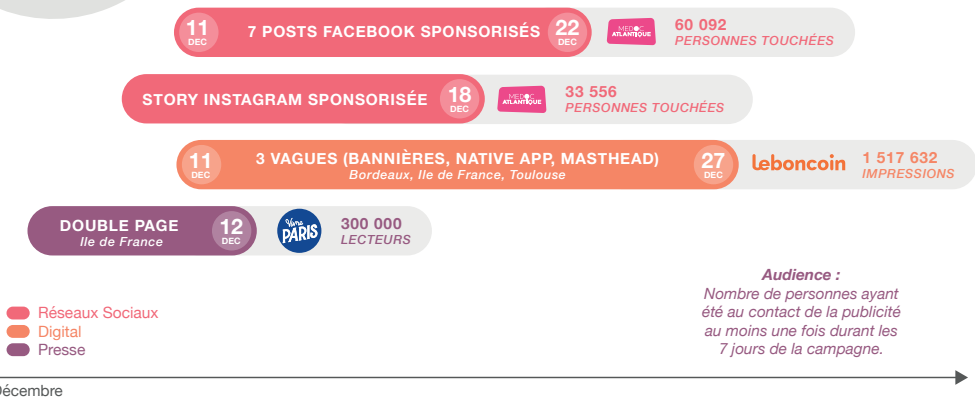 11
DEC
7 POSTS FACEBOOK SPONSORISÉS
22
DEC
MEDOC
ATLANTIQUE
60 092
PERSONNES TOUCHÉES
STORY INSTAGRAM SPONSORISÉE
18
DEC
MEDOC
ATLANTIQUE
33 556
PERSONNES TOUCHÉES
11
DEC
3 VAGUES (BANNIÈRES, NATIVE APP, MASTHEAD)
Bordeaux, Ile de France, Toulouse
27
DEC
leboncoin
1 517 632
IMPRESSIONS
DOUBLE PAGE
Ile de France
12
DEC
PARIS
300 000
LECTEURS
Audience :
Nombre de personnes ayant
été au contact de la publicité
au moins une fois durant les
7 jours de la campagne.
Réseaux Sociaux
Digital
Presse
Décembre